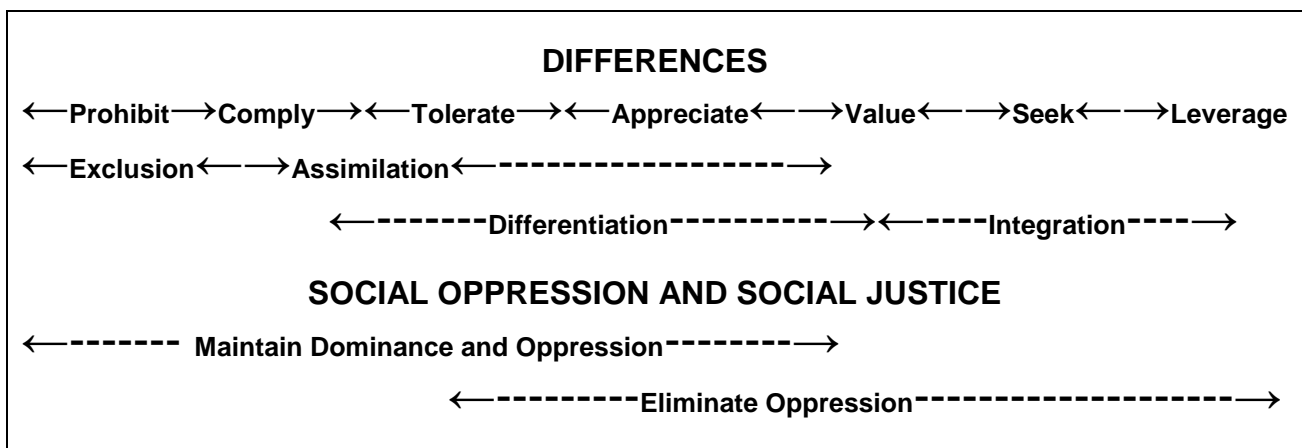 DIFFERENCES
←Prohibit→Comply→←Tolerate→←Appreciate←→Value←→Seek←→Leverage
←Exclusion←→Assimilation←------------------→
←-------Differentiation----------→←----Integration----→
SOCIAL OPPRESSION AND SOCIAL JUSTICE
←------- Maintain Dominance and Oppression--------→
←---------Eliminate Oppression--------------------→